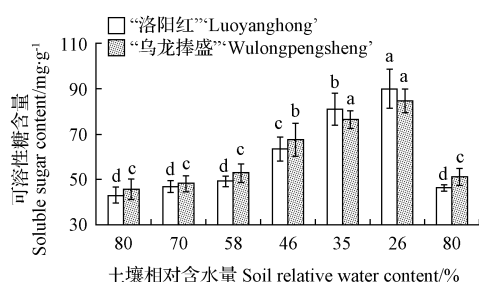 “洛阳红”‘Luoyanghong’
“乌龙捧盛”‘Wulongpengsheng’
可溶性糖含量
Soluble sugar content/mg·g-1
110
90
70
50
30
d c d c d c c b b a a a d c
80 70 58 46 35 26 80
土壤相对含水量 Soil relative water content/%